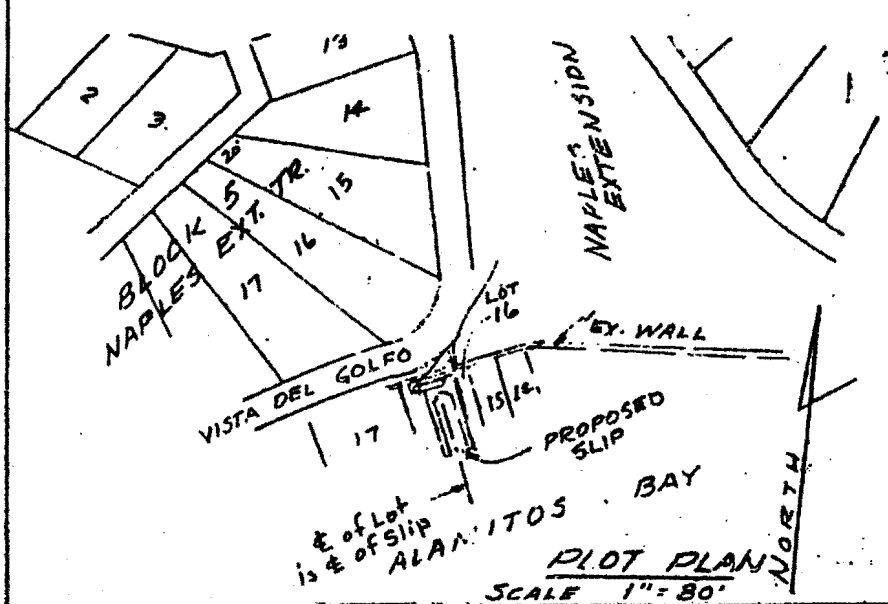 13
2
3.
14
20'
15
16
17
BLOCK 5
NAPLES EXT. TR.
NAPLES
EXTENSION
LOT
16
EX. WALL
VISTA DEL GOLFO
17
15
14
PROPOSED
SLIP
℄ of Lot
is ℄ of Slip
ALAMITOS BAY
NORTH
PLOT PLAN
SCALE 1"=80'